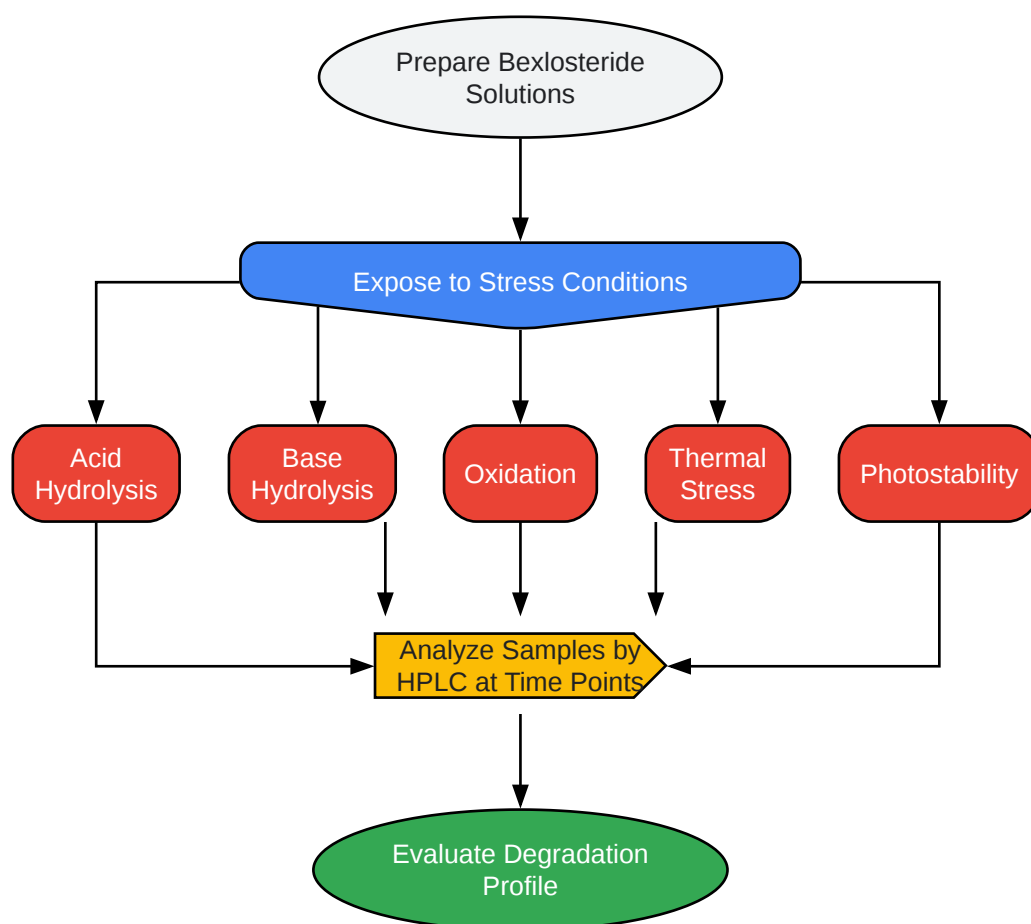 Prepare Bexlosteride
Solutions
Expose to Stress Conditions
Acid
Hydrolysis
Base
Hydrolysis
Oxidation
Thermal
Stress
Photostability
Analyze Samples by
HPLC at Time Points
Evaluate Degradation
Profile